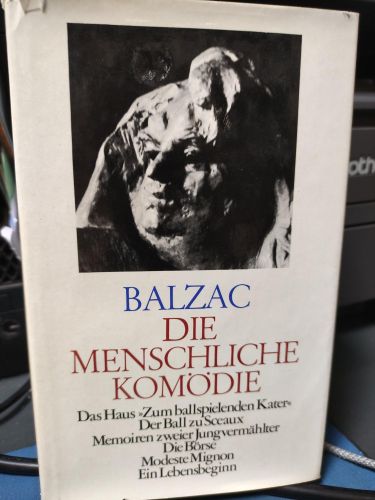 BALZAC
DIE
MENSCHLICHE
KOMÖDIE
Das Haus »Zum ballspielenden Kater«
Der Ball zu Sceaux
Memoiren zweier Jungvermählter
Die Börse
Modeste Mignon
Ein Lebensbeginn